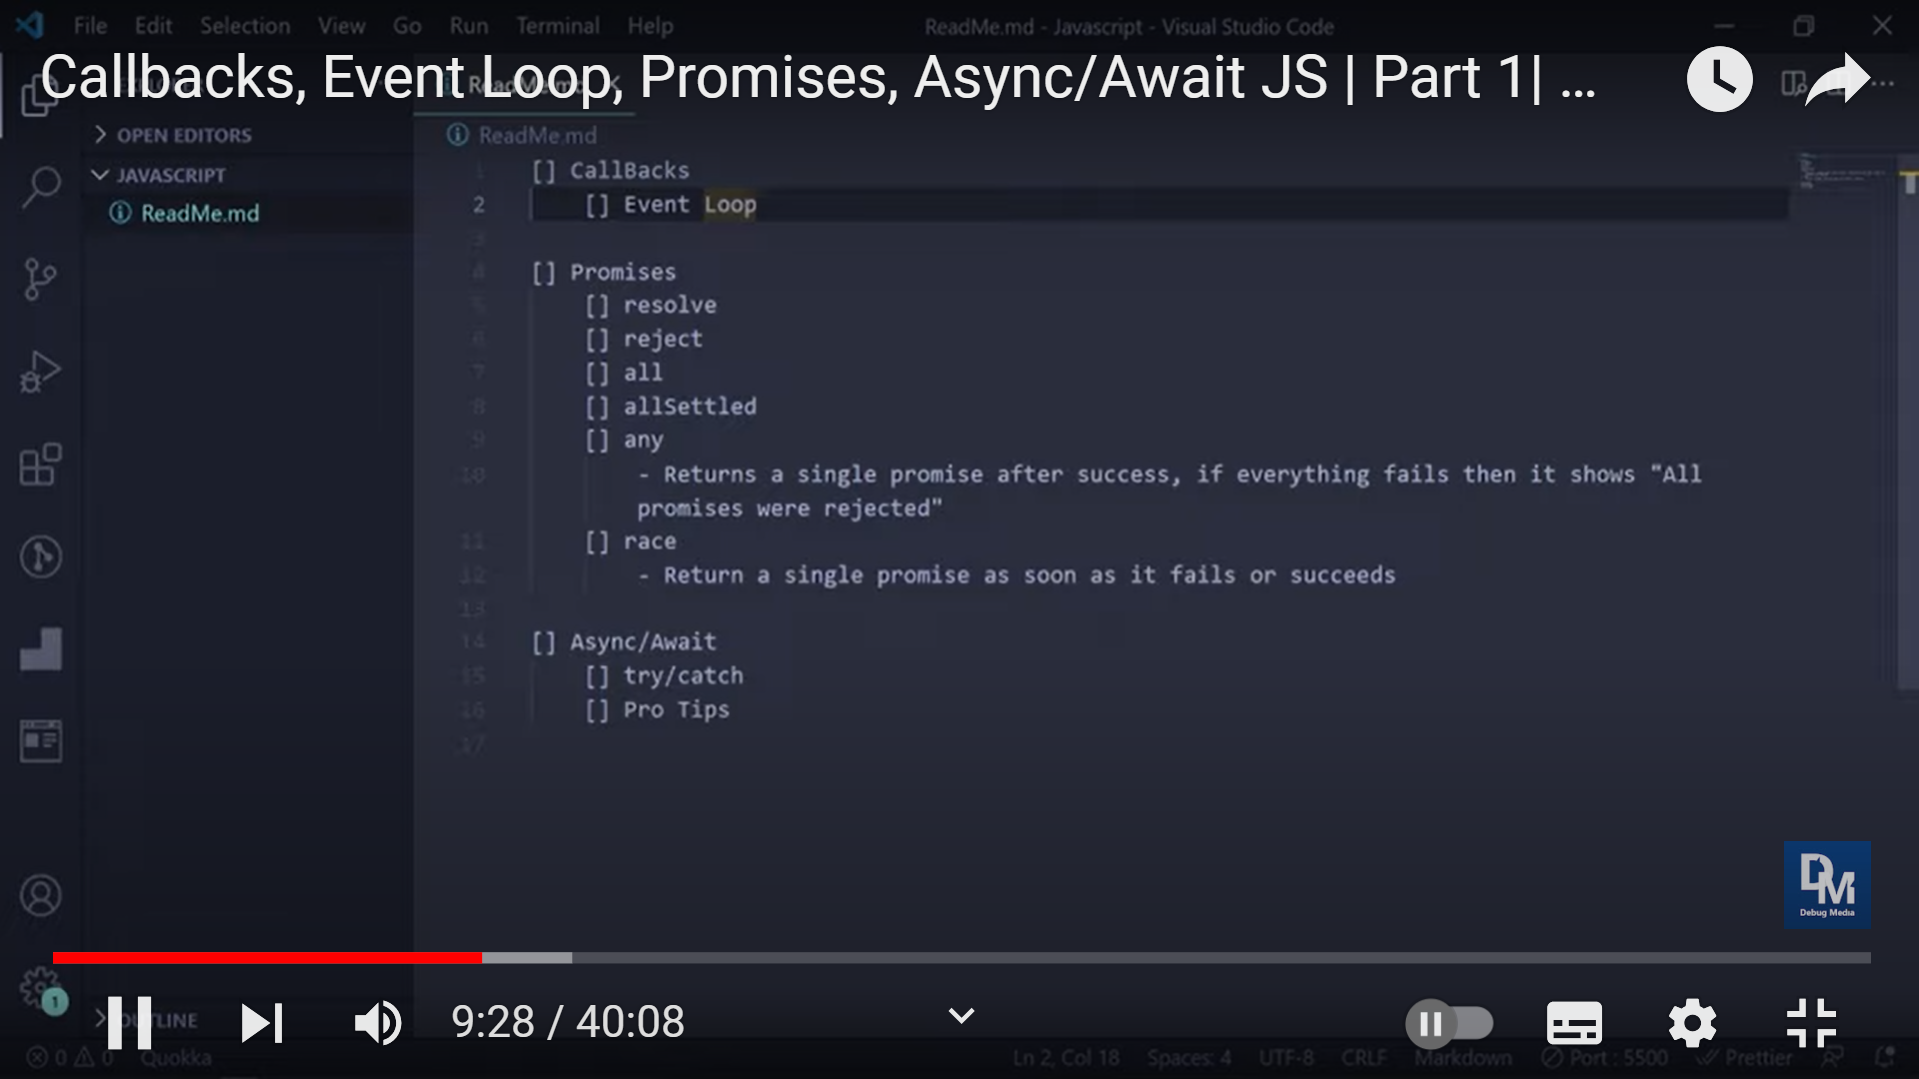 File Edit Selection View Go Run Terminal Help ReadMe.md - Javascript - Visual Studio Code
Callbacks, Event Loop, Promises, Async/Await JS | Part 1| ...
OPEN EDITORS
ReadMe.md
JAVASCRIPT
ReadMe.md
1 [] CallBacks
2 [] Event Loop
3
4 [] Promises
5 [] resolve
6 [] reject
7 [] all
8 [] allSettled
9 [] any
10 - Returns a single promise after success, if everything fails then it shows "All
promises were rejected"
11 [] race
12 - Return a single promise as soon as it fails or succeeds
13
14 [] Async/Await
15 [] try/catch
16 [] Pro Tips
17
DM
Debug Media
1
OUTLINE
9:28 / 40:08
0 0 Quokka Ln 2, Col 18 Spaces: 4 UTF-8 CRLF Markdown Port : 5500 Prettier